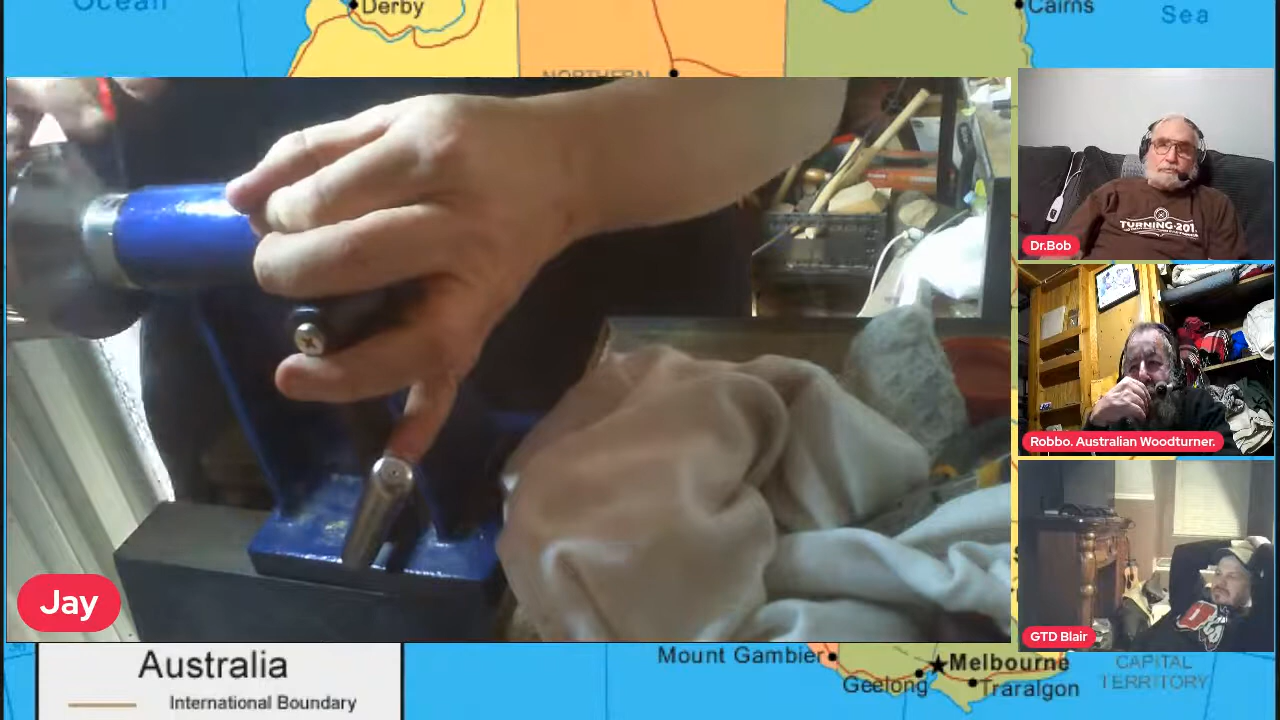 Ocean
Derby
Cairns
Sea
NORTHERN
Dr.Bob
TURNING·201
Robbo. Australian Woodturner.
GTD Blair
Jay
Australia
International Boundary
Mount Gambier
Melbourne
Geelong
Traralgon
CAPITAL
TERRITORY